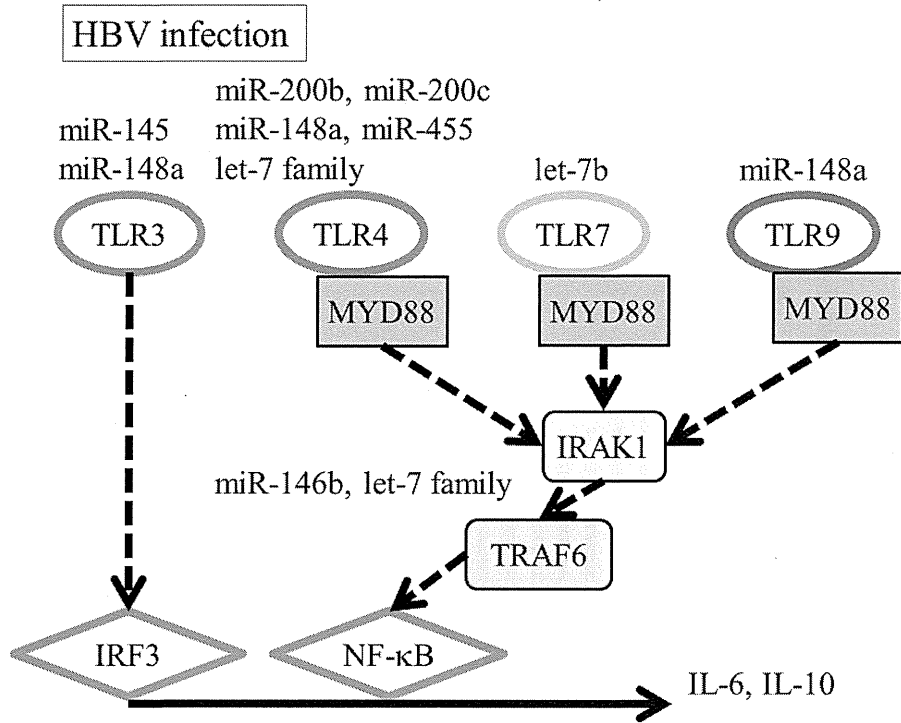 HBV infection
miR-200b, miR-200c
miR-145
miR-148a, miR-455
miR-148a
let-7 family
let-7b
miR-148a
TLR3
TLR4
TLR7
TLR9
MYD88
MYD88
MYD88
IRAK1
miR-146b, let-7 family
TRAF6
IRF3
NF-κB
IL-6, IL-10